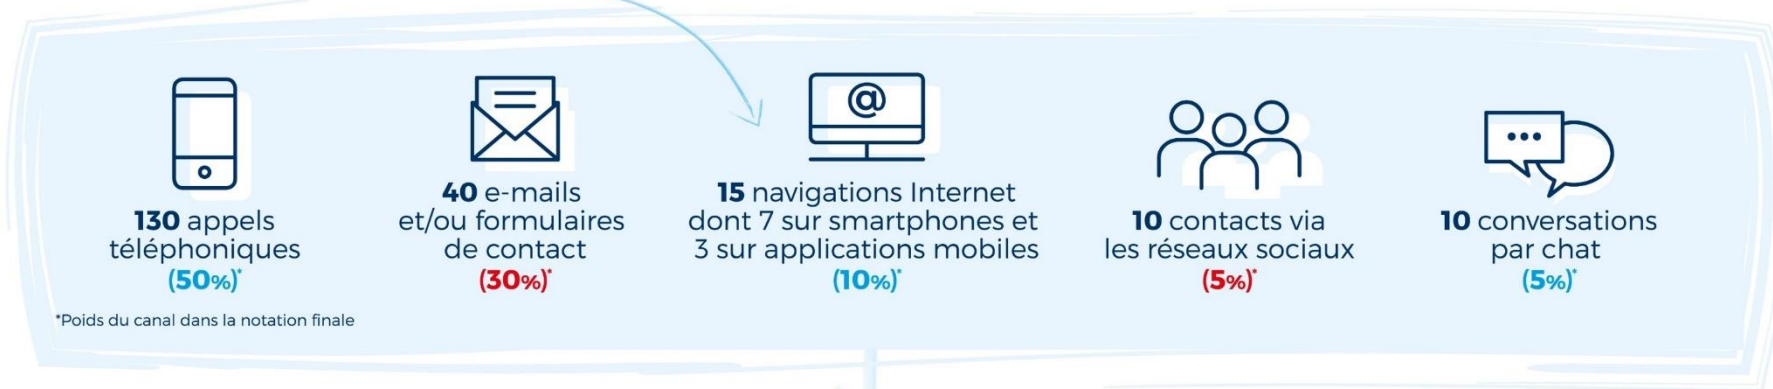 @
130 appels
téléphoniques
(50%)*
40 e-mails
et/ou formulaires
de contact
(30%)*
15 navigations Internet
dont 7 sur smartphones et
3 sur applications mobiles
(10%)*
10 contacts via
les réseaux sociaux
(5%)*
10 conversations
par chat
(5%)*
*Poids du canal dans la notation finale